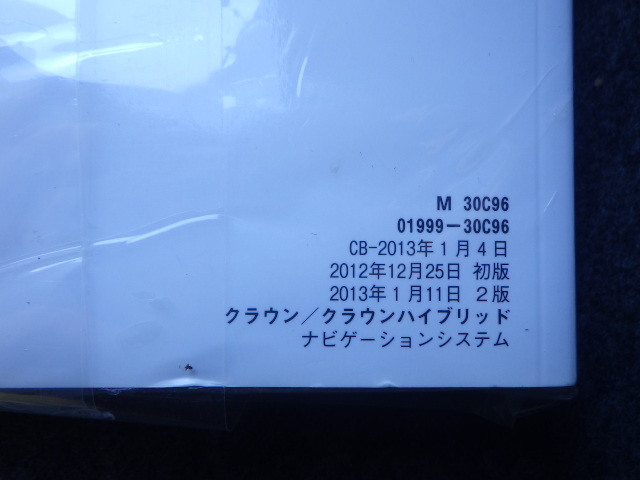 M 30C96
01999-30C96
CB-2013年1月4日
2012年12月25日 初版
2013年1月11日 2版
クラウン/クラウンハイブリッド
ナビゲーションシステム